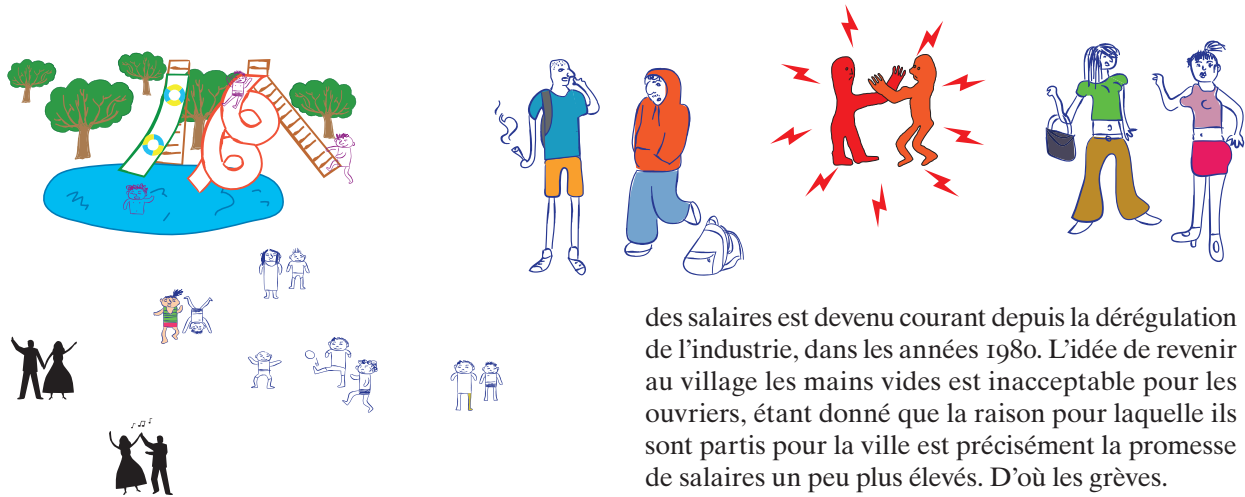 des salaires est devenu courant depuis la dérégulation
de l’industrie, dans les années 1980. L’idée de revenir
au village les mains vides est inacceptable pour les
ouvriers, étant donné que la raison pour laquelle ils
sont partis pour la ville est précisément la promesse
de salaires un peu plus élevés. D’où les grèves.